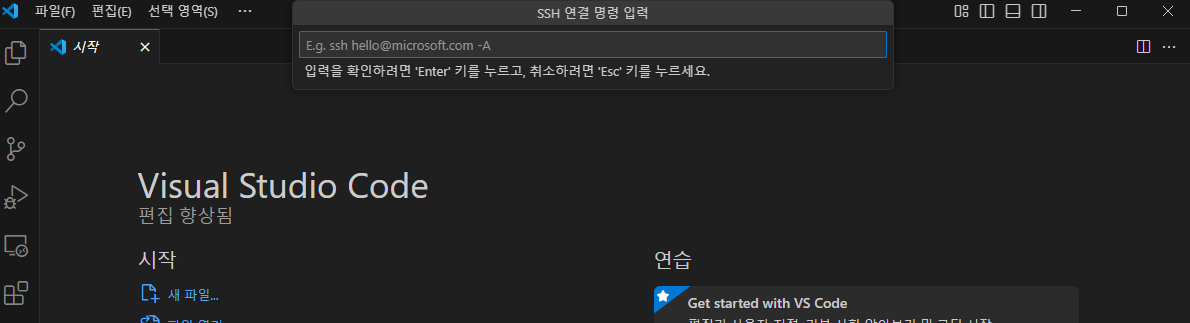 파일(F) 편집(E) 선택 영역(S) ···
SSH 연결 명령 입력
E.g. ssh hello@microsoft.com -A
입력을 확인하려면 'Enter' 키를 누르고, 취소하려면 'Esc' 키를 누르세요.
시작
Visual Studio Code
편집 향상됨
시작
새 파일...
연습
Get started with VS Code